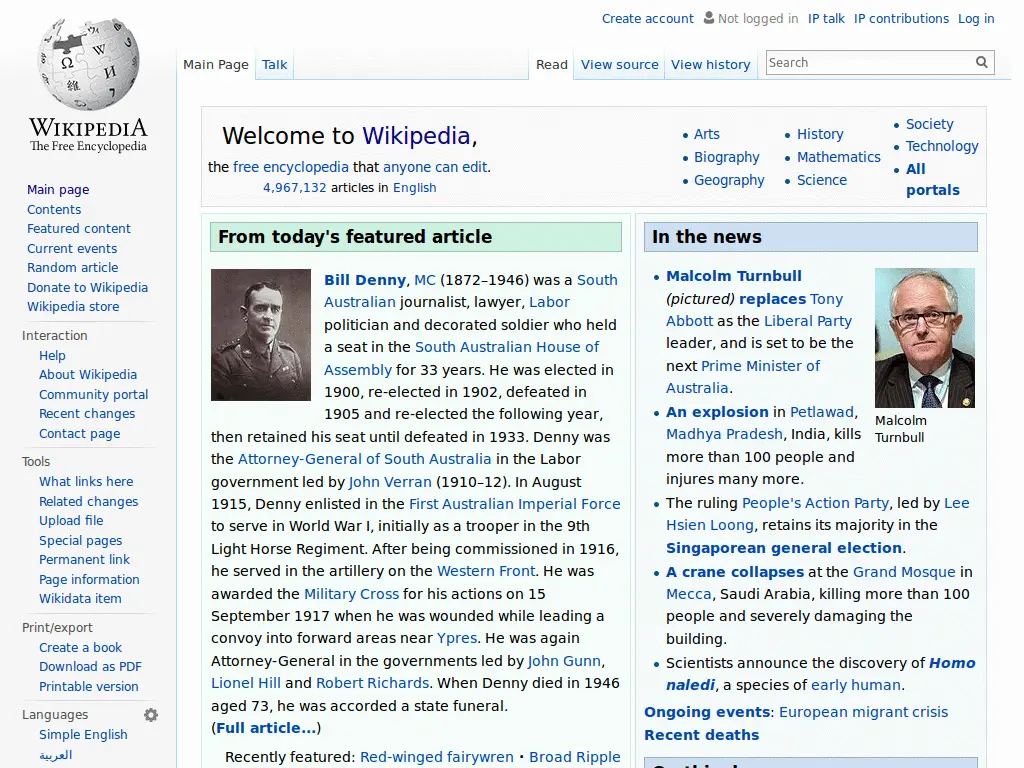 Create account Not logged in IP talk IP contributions Log in
Main Page Talk Read View source View history Search
Ω W И
WIKIPEDIA
The Free Encyclopedia
Main page
Contents
Featured content
Current events
Random article
Donate to Wikipedia
Wikipedia store
Interaction
Help
About Wikipedia
Community portal
Recent changes
Contact page
Tools
What links here
Related changes
Upload file
Special pages
Permanent link
Page information
Wikidata item
Print/export
Create a book
Download as PDF
Printable version
Languages
Simple English
العربية
Welcome to Wikipedia,
the free encyclopedia that anyone can edit.
4,967,132 articles in English
• Arts
• Biography
• Geography
• History
• Mathematics
• Science
• Society
• Technology
• All
portals
From today's featured article
Bill Denny, MC (1872–1946) was a South
Australian journalist, lawyer, Labor
politician and decorated soldier who held
a seat in the South Australian House of
Assembly for 33 years. He was elected in
1900, re-elected in 1902, defeated in
1905 and re-elected the following year,
then retained his seat until defeated in 1933. Denny was
the Attorney-General of South Australia in the Labor
government led by John Verran (1910–12). In August
1915, Denny enlisted in the First Australian Imperial Force
to serve in World War I, initially as a trooper in the 9th
Light Horse Regiment. After being commissioned in 1916,
he served in the artillery on the Western Front. He was
awarded the Military Cross for his actions on 15
September 1917 when he was wounded while leading a
convoy into forward areas near Ypres. He was again
Attorney-General in the governments led by John Gunn,
Lionel Hill and Robert Richards. When Denny died in 1946
aged 73, he was accorded a state funeral.
(Full article...)
Recently featured: Red-winged fairywren • Broad Ripple
In the news
• Malcolm Turnbull
(pictured) replaces Tony
Abbott as the Liberal Party
leader, and is set to be the
next Prime Minister of
Australia.
Malcolm
Turnbull
• An explosion in Petlawad,
Madhya Pradesh, India, kills
more than 100 people and
injures many more.
• The ruling People's Action Party, led by Lee
Hsien Loong, retains its majority in the
Singaporean general election.
• A crane collapses at the Grand Mosque in
Mecca, Saudi Arabia, killing more than 100
people and severely damaging the
building.
• Scientists announce the discovery of Homo
naledi, a species of early human.
Ongoing events: European migrant crisis
Recent deaths